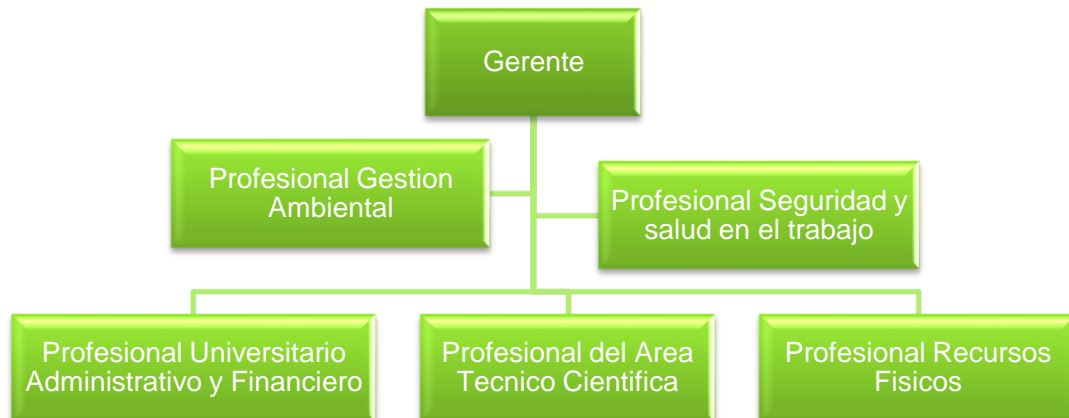 Gerente
Profesional Gestion
Ambiental
Profesional Seguridad y
salud en el trabajo
Profesional Universitario
Administrativo y Financiero
Profesional del Area
Tecnico Cientifica
Profesional Recursos
Fisicos